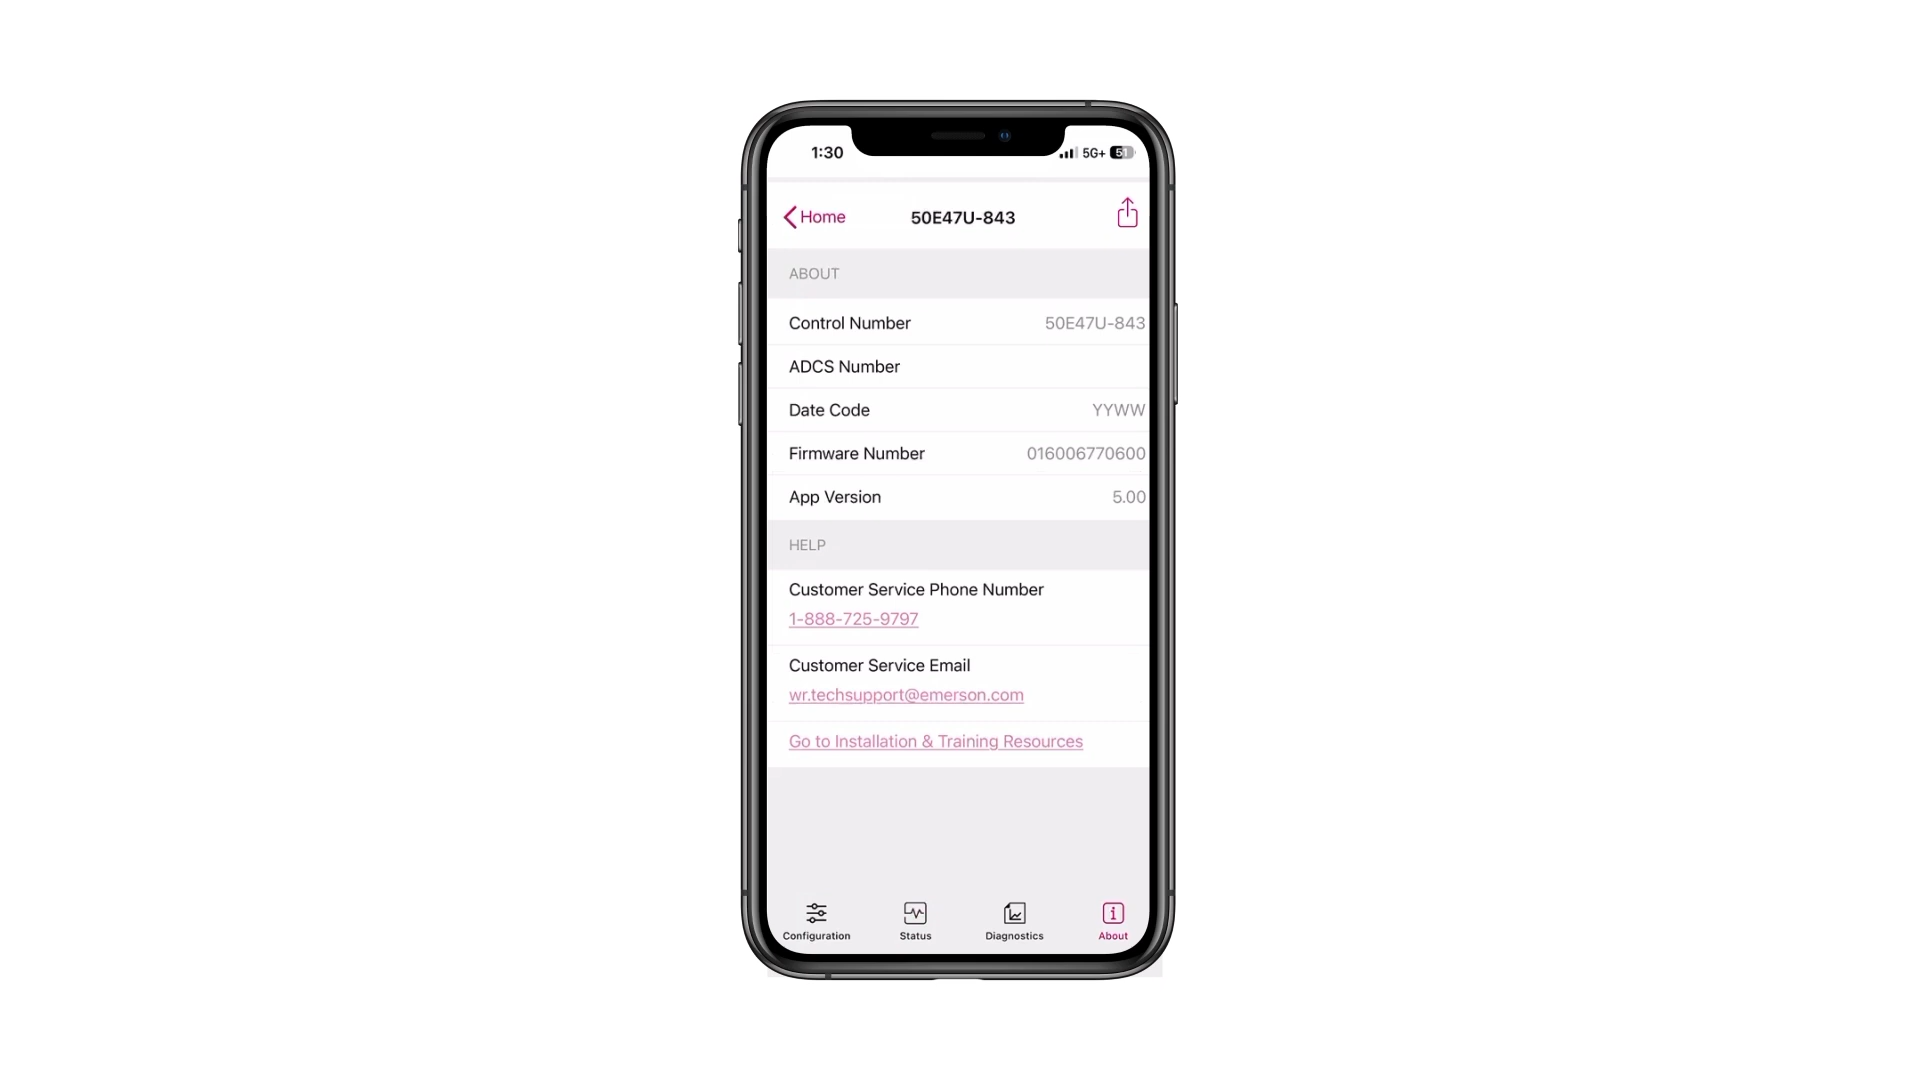 1:30
5G+ 51
Home
50E47U-843
ABOUT
Control Number 50E47U-843
ADCS Number
Date Code YYWW
Firmware Number 016006770600
App Version 5.00
HELP
Customer Service Phone Number
1-888-725-9797
Customer Service Email
wr.techsupport@emerson.com
Go to Installation & Training Resources
Configuration Status Diagnostics About